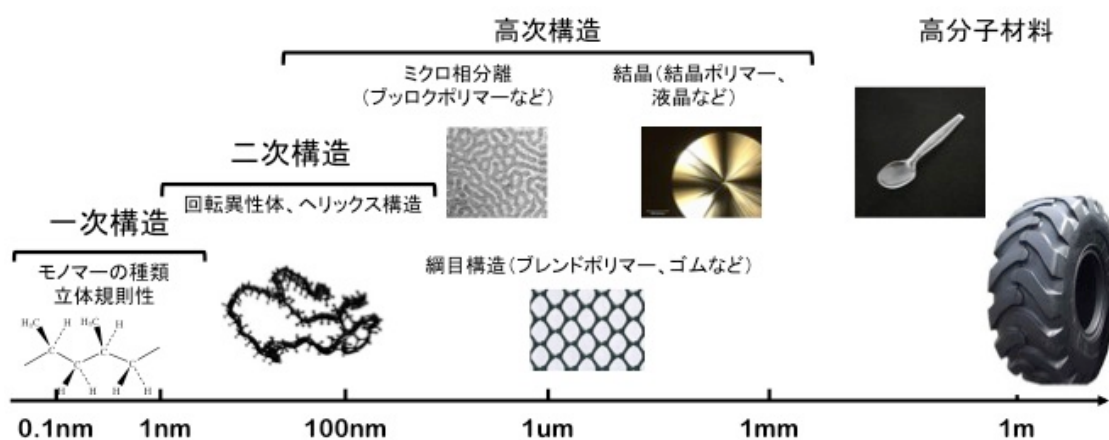 高次構造
高分子材料
ミクロ相分離
(ブッロクポリマーなど)
結晶(結晶ポリマー、
液晶など)
二次構造
回転異性体、ヘリックス構造
一次構造
モノマーの種類
立体規則性
綱目構造(ブレンドポリマー、ゴムなど)
H₃C H H₃C H
C C C C
H H H H
0.1nm 1nm 100nm 1um 1mm 1m